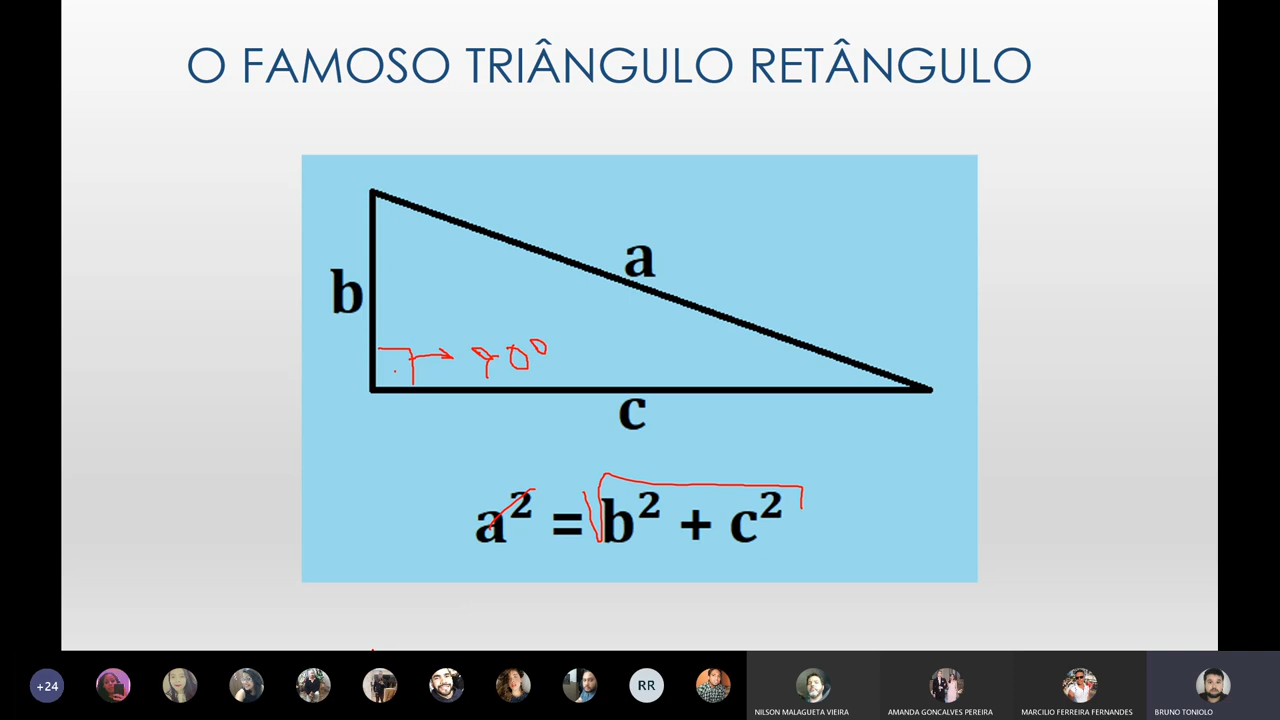 O FAMOSO TRIÂNGULO RETÂNGULO
a
b
90°
c
a² = √b² + c²
+24
RR
NILSON MALAGUETA VIEIRA
AMANDA GONCALVES PEREIRA
MARCILIO FERREIRA FERNANDES
BRUNO TONIOLO